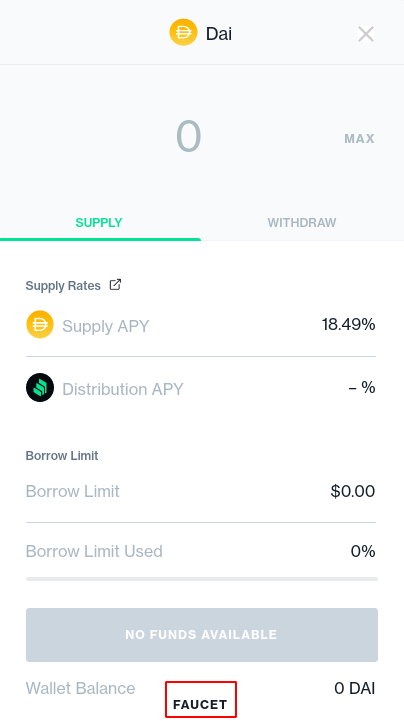 Dai
0
MAX
SUPPLY
WITHDRAW
Supply Rates
Supply APY
18.49%
Distribution APY
– %
Borrow Limit
Borrow Limit
$0.00
Borrow Limit Used
0%
NO FUNDS AVAILABLE
Wallet Balance
0 DAI
FAUCET